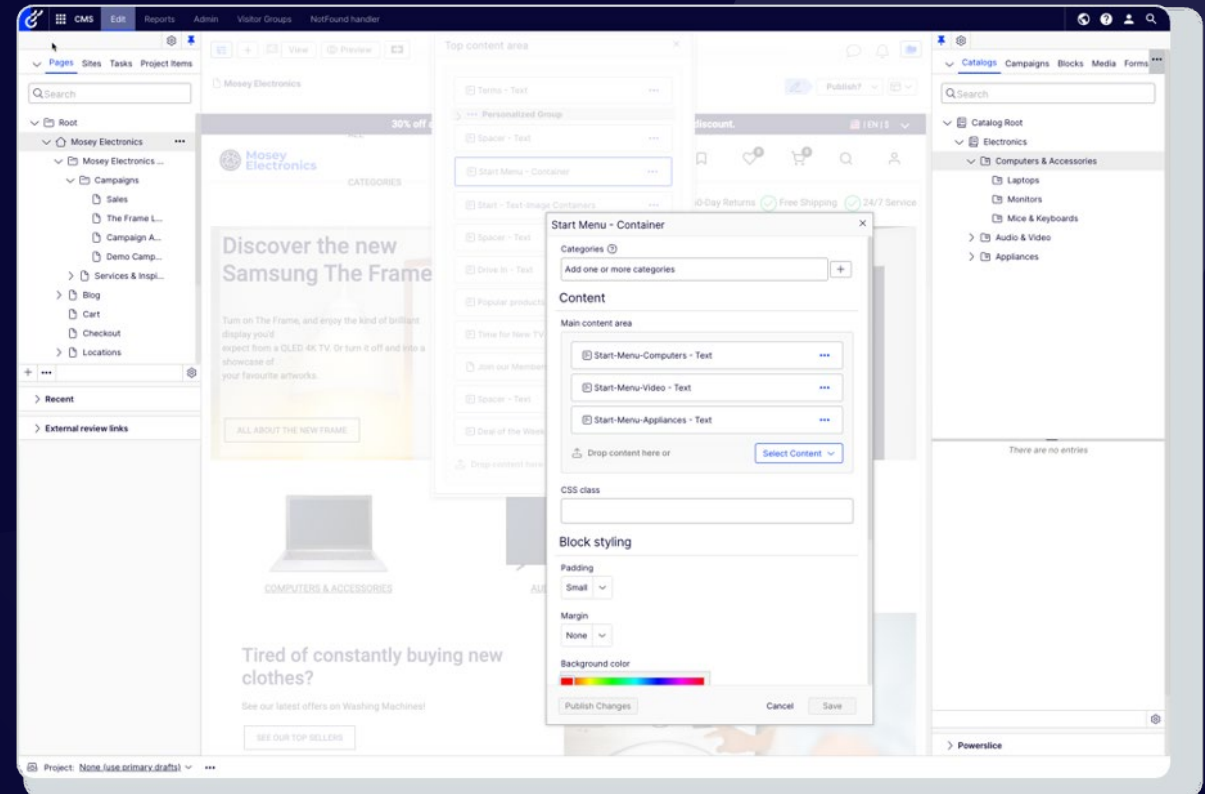 CMS Edit Reports Admin Visitor Groups NotFound handler
Pages Sites Tasks Project Items
Search
Root
Mosey Electronics
Mosey Electronics ...
Campaigns
Sales
The Frame L...
Campaign A...
Demo Camp...
Services & Inspi...
Blog
Cart
Checkout
Locations
Recent
External review links
View Preview
Mosey Electronics
Publish?
30% off
discount.
EN | $
ALL
Mosey
Electronics
CATEGORIES
0-Day Returns Free Shipping 24/7 Service
Discover the new
Samsung The Frame
Turn on The Frame, and enjoy the kind of brilliant
display you'd
expect from a QLED 4K TV. Or turn it off and into a
showcase of
your favourite artworks.
ALL ABOUT THE NEW FRAME
COMPUTERS & ACCESSORIES
Tired of constantly buying new
clothes?
See our latest offers on Washing Machines!
SEE OUR TOP SELLERS
Top content area
Terms - Text
Personalized Group
Spacer - Text
Start Menu - Container
Start - Text-Image Containers
Spacer - Text
Drive In - Text
Popular products
Time for New TV
Join our Member
Spacer - Text
Deal of the Week
Drop content here
Start Menu - Container
Categories
Add one or more categories
Content
Main content area
Start-Menu-Computers - Text
Start-Menu-Video - Text
Start-Menu-Appliances - Text
Drop content here or Select Content
CSS class
Block styling
Padding
Small
Margin
None
Background color
Publish Changes Cancel Save
Catalogs Campaigns Blocks Media Forms
Search
Catalog Root
Electronics
Computers & Accessories
Laptops
Monitors
Mice & Keyboards
Audio & Video
Appliances
There are no entries
Powerslice
Project: None (use primary drafts)